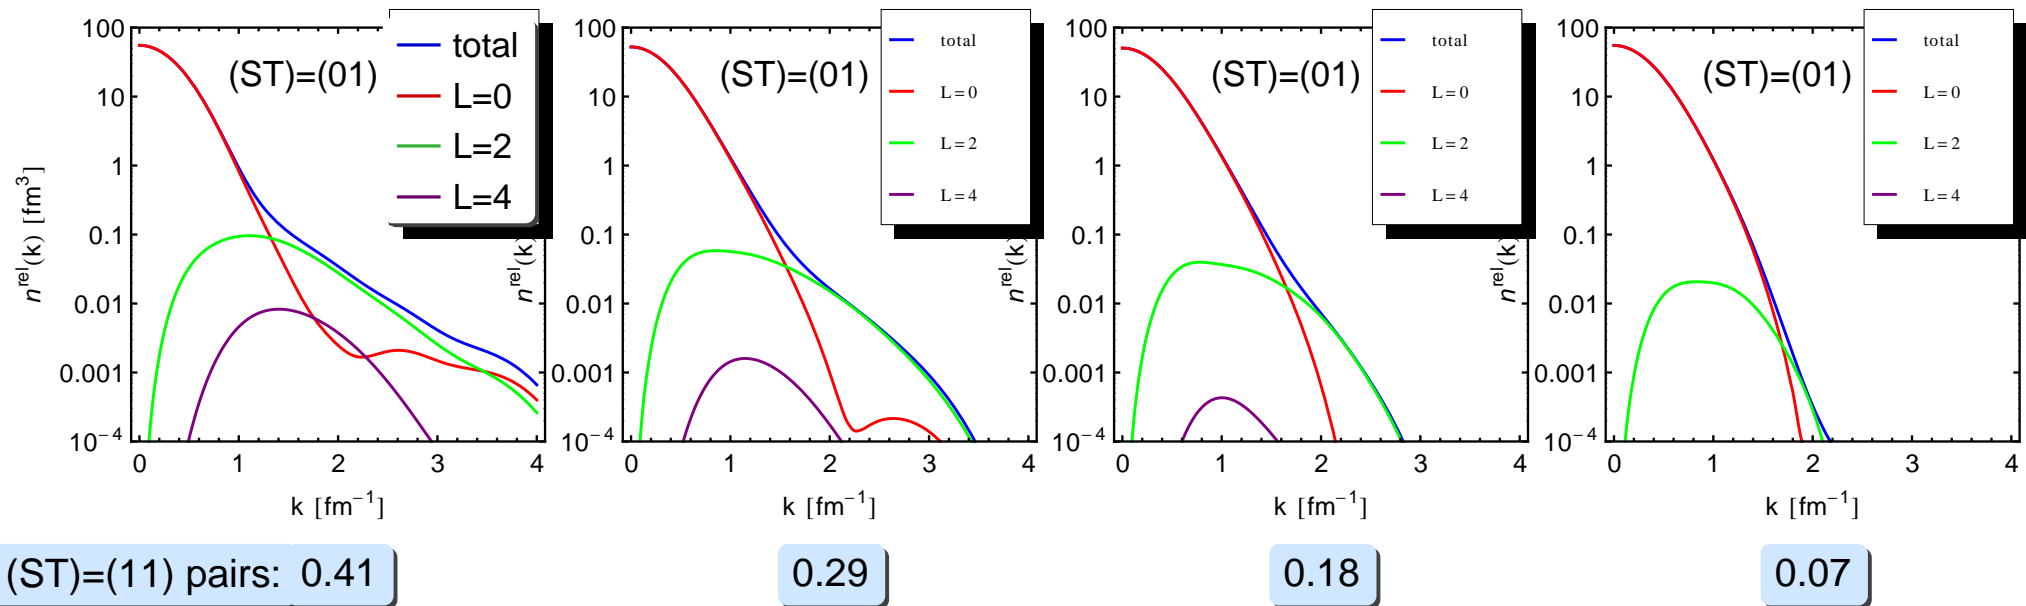 100
10
1
0.1
0.01
0.001
10⁻⁴
n^rel(k) [fm³]
(ST)=(01)
total
L=0
L=2
L=4
0 1 2 3 4
k [fm⁻¹]
100
10
1
0.1
0.01
0.001
10⁻⁴
n^rel(k)
(ST)=(01)
total
L=0
L=2
L=4
0 1 2 3 4
k [fm⁻¹]
100
10
1
0.1
0.01
0.001
10⁻⁴
n^rel(k)
(ST)=(01)
total
L=0
L=2
L=4
0 1 2 3 4
k [fm⁻¹]
100
10
1
0.1
0.01
0.001
10⁻⁴
(ST)=(01)
total
L=0
L=2
L=4
0 1 2 3 4
k [fm⁻¹]
(ST)=(11) pairs: 0.41
0.29
0.18
0.07